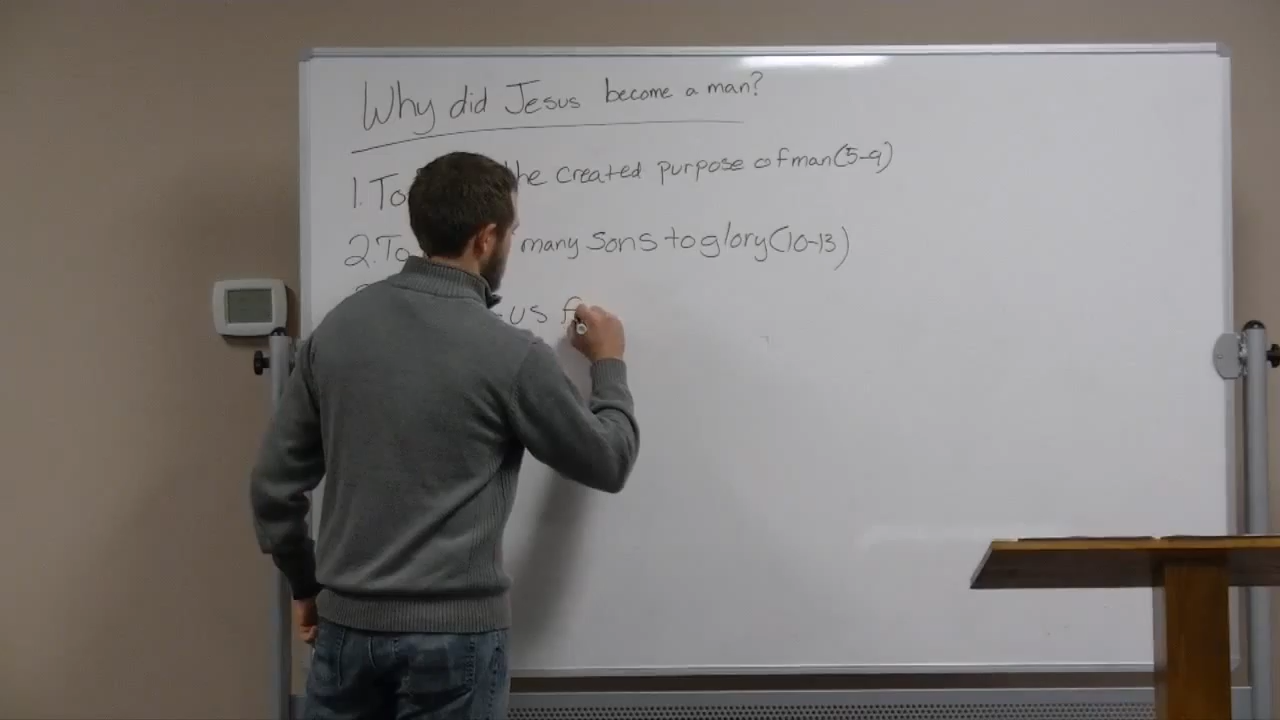 Why did Jesus become a man?
1. To the created purpose of man (5-9)
2. To many sons to glory (10-13)
us